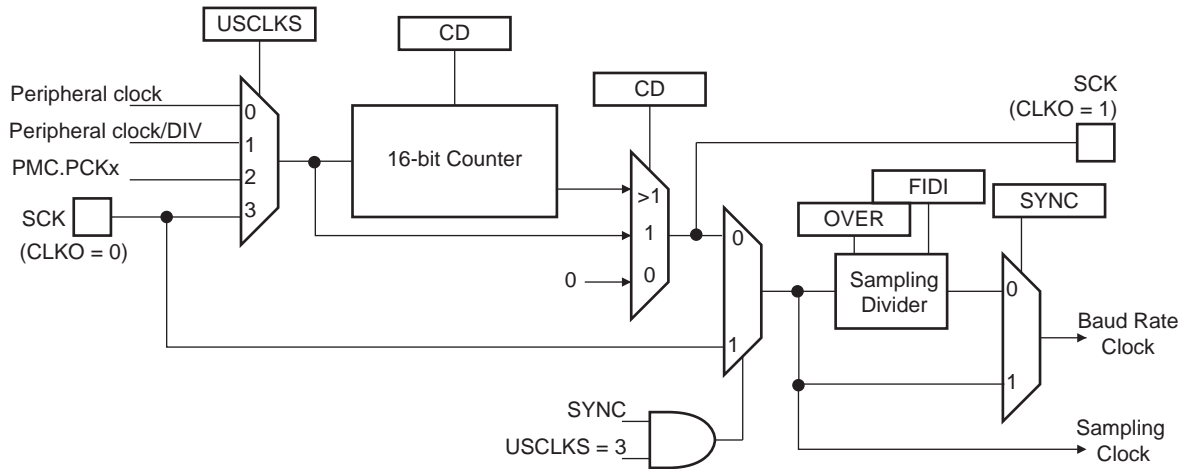 USCLKS
CD
CD
SCK
(CLKO = 1)
Peripheral clock
Peripheral clock/DIV
PMC.PCKx
SCK
(CLKO = 0)
0
1
2
3
16-bit Counter
>1
1
0
0
0
1
FIDI
OVER
SYNC
Sampling
Divider
0
1
Baud Rate
Clock
SYNC
USCLKS = 3
Sampling
Clock